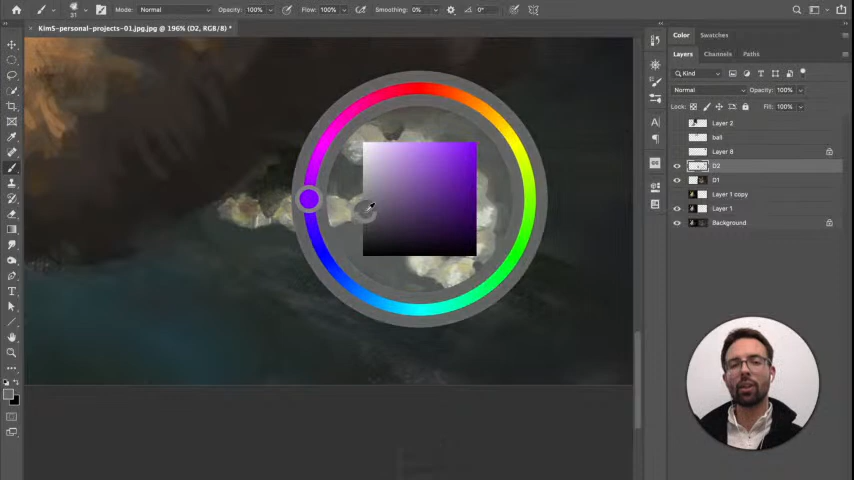 31
Mode: Normal
Opacity: 100%
Flow: 100%
Smoothing: 0%
0°
× KimS-personal-projects-01.jpg.jpg @ 196% (D2, RGB/8) *
Color Swatches
Layers Channels Paths
Kind
Normal Opacity: 100%
Lock: Fill: 100%
Layer 2
ball
Layer 8
D2
D1
Layer 1 copy
Layer 1
Background